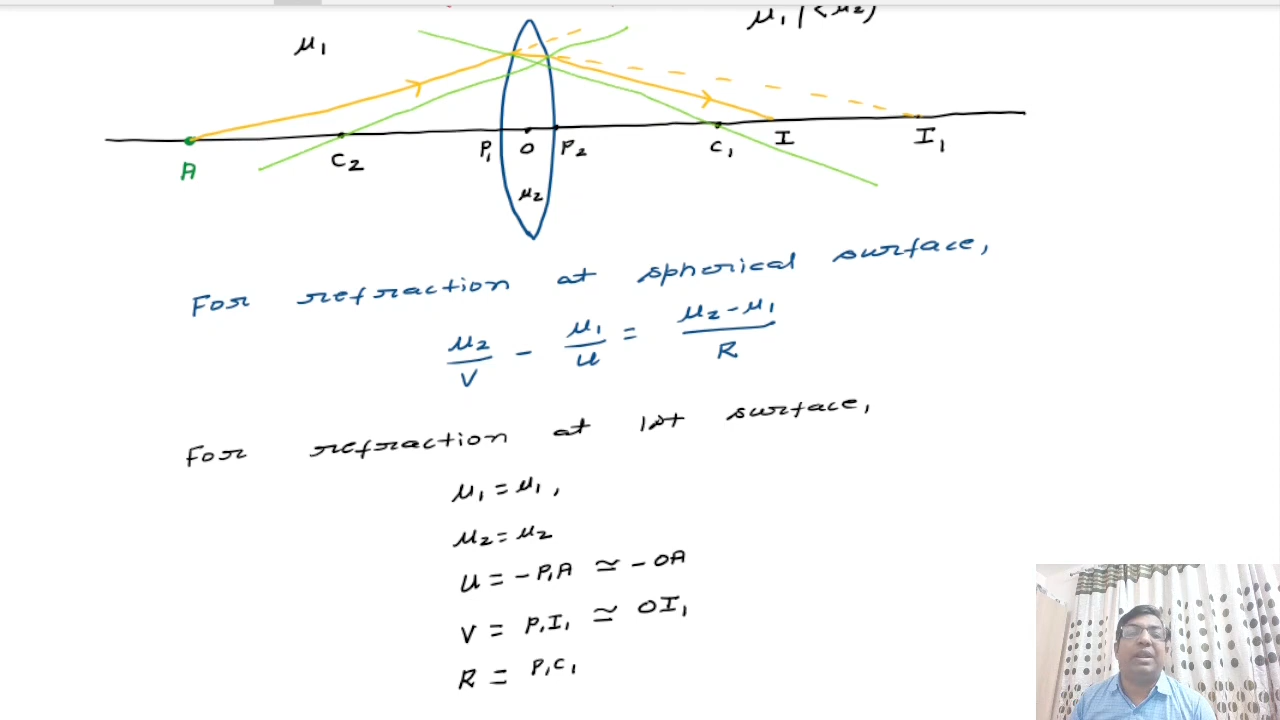 μ₁ (<μ₂)
μ₁
A C₂ P₁ O P₂ C₁ I I₁
μ₂
For refraction at spherical surface,
μ₂/V - μ₁/u = μ₂-μ₁/R
For refraction at 1st surface,
μ₁ = μ₁,
μ₂ = μ₂
u = - P₁A ≃ - OA
V = P₁I₁ ≃ OI₁
R = P₁C₁